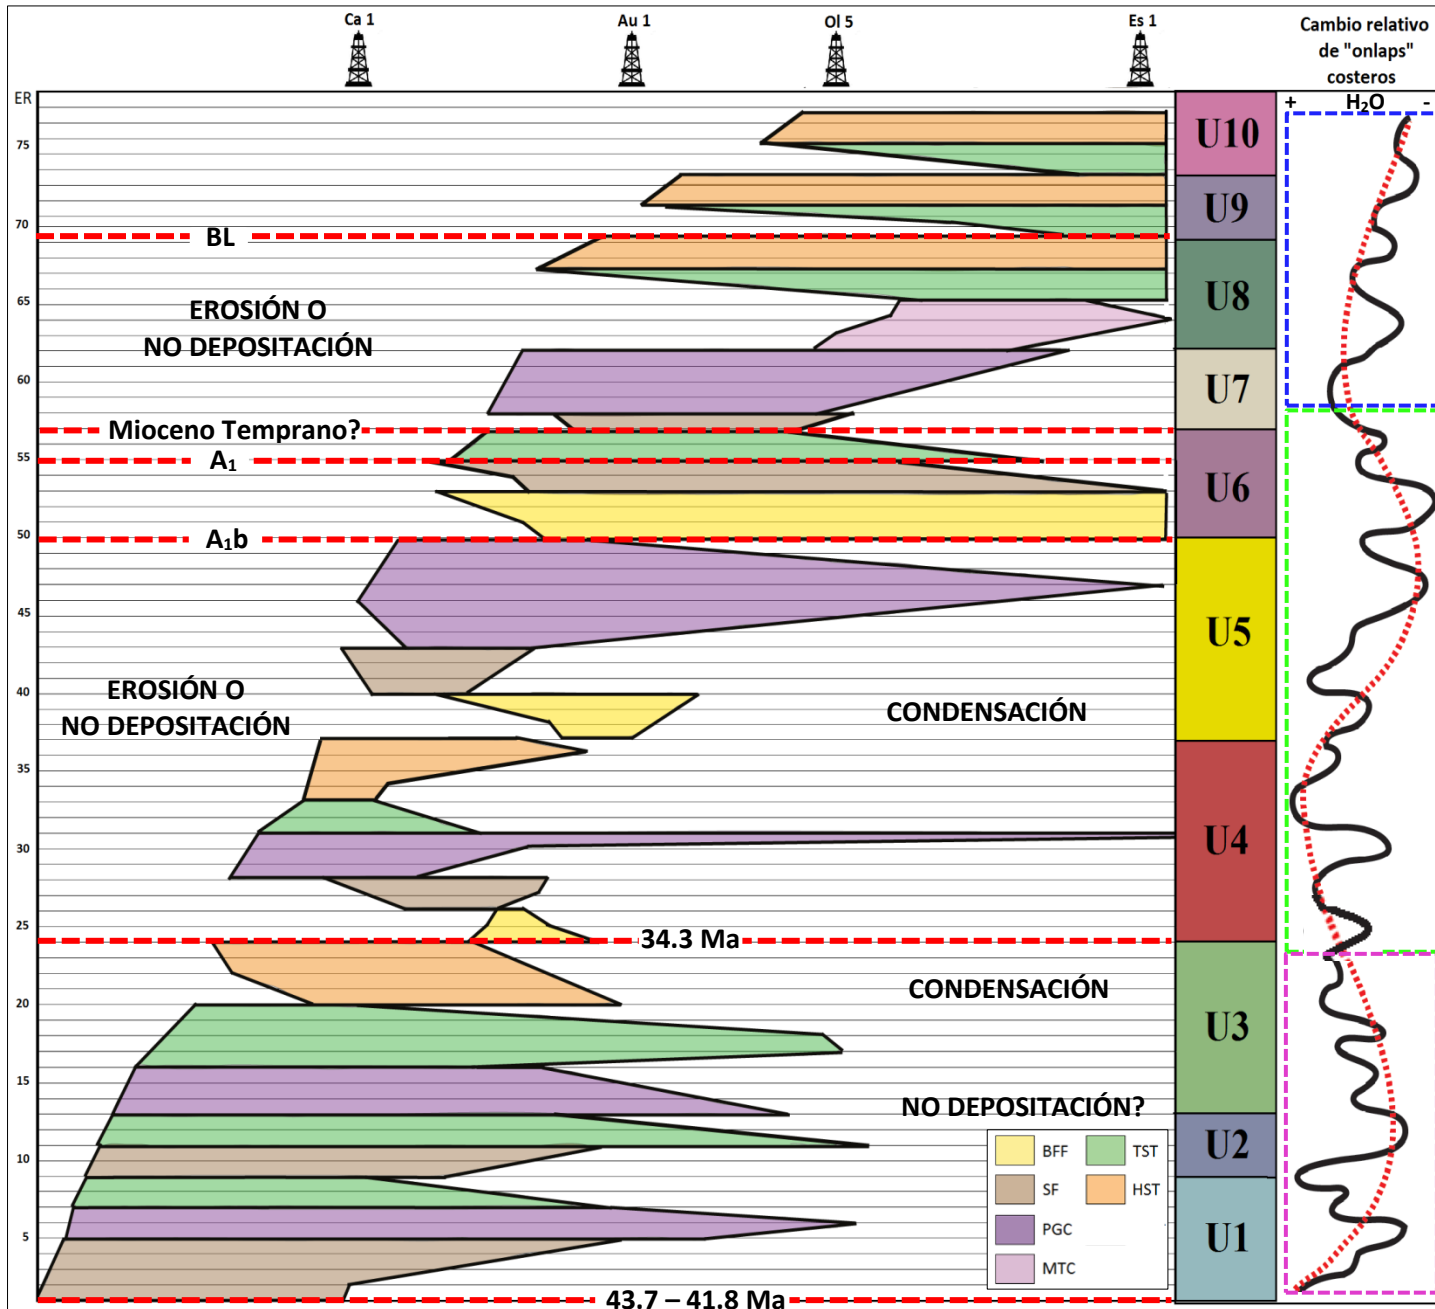 Ca 1
Au 1
Ol 5
Es 1
Cambio relativo
de "onlaps"
costeros
ER
+ H₂O -
75
70
65
60
55
50
45
40
35
30
25
20
15
10
5
U10
U9
U8
U7
U6
U5
U4
U3
U2
U1
BL
EROSIÓN O
NO DEPOSITACIÓN
Mioceno Temprano?
A₁
A₁b
EROSIÓN O
NO DEPOSITACIÓN
CONDENSACIÓN
34.3 Ma
CONDENSACIÓN
NO DEPOSITACIÓN?
BFF
TST
SF
HST
PGC
MTC
43.7 – 41.8 Ma